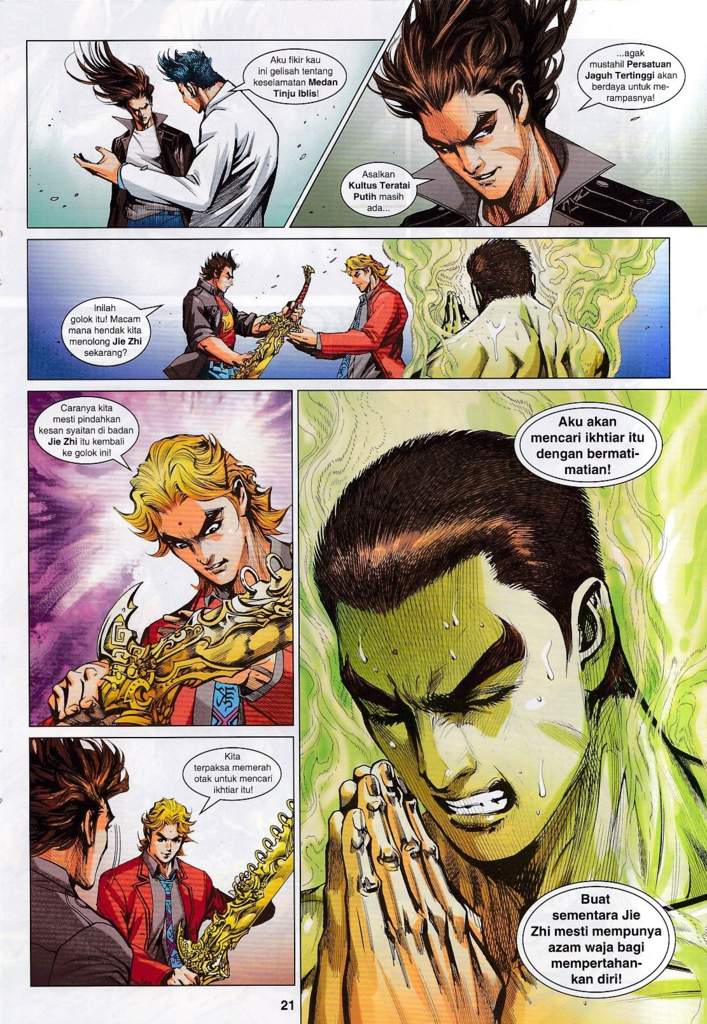 Aku fikir kau
ini gelisah tentang
keselamatan Medan
Tinju Iblis!
Asalkan
Kultus Teratai
Putih masih
ada...
...agak
mustahil Persatuan
Jaguh Tertinggi akan
berdaya untuk me-
rampasnya!
Inilah
golok itu! Macam
mana hendak kita
menolong Jie Zhi
sekarang?
Caranya kita
mesti pindahkan
kesan syaitan di badan
Jie Zhi itu kembali
ke golok ini!
Aku akan
mencari ikhtiar itu
dengan bermati-
matian!
Kita
terpaksa memerah
otak untuk mencari
ikhtiar itu!
Buat
sementara Jie
Zhi mesti mempunya
azam waja bagi
mempertahan-
kan diri!
21